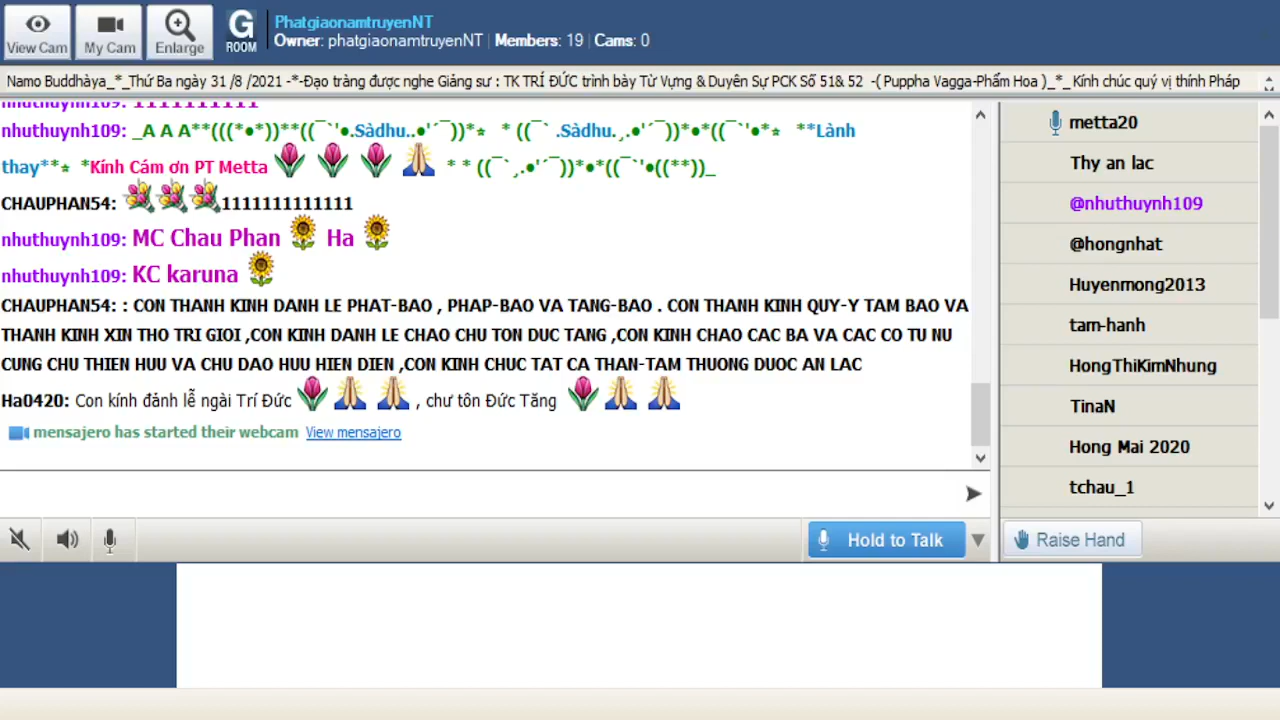 PhatgiaonamtruyenNT
Owner: phatgiaonamtruyenNT | Members: 19 | Cams: 0
View Cam
My Cam
Enlarge
G ROOM
Namo Buddhàya_*_Thứ Ba ngày 31 /8 /2021 -*-Đạo tràng được nghe Giảng sư : TK TRÍ ĐỨC trình bày Từ Vựng & Duyên Sự PCK Số 51& 52 -( Puppha Vagga-Phẩm Hoa )_*_ Kính chúc quý vị thính Pháp
nhuthuynh109: 1111111111
nhuthuynh109: _A A A**(((*•*))**((¯`'•.Sàdhu..•'´¯))*⭑ * ((¯` .Sàdhu.¸.•'´¯))*•*((¯`'•*⭑ **Lành
thay**⭑ *Kính Cám ơn PT Metta 🌷 🌷 🌷 🙏 * * ((¯`¸.•'´¯))*•*((¯`'•((**))_
CHAUPHAN54: 1111111111111
nhuthuynh109: MC Chau Phan 🌻 Ha 🌻
nhuthuynh109: KC karuna 🌻
CHAUPHAN54: : CON THANH KINH DANH LE PHAT-BAO , PHAP-BAO VA TANG-BAO . CON THANH KINH QUY-Y TAM BAO VA
THANH KINH XIN THO TRI GIOI ,CON KINH DANH LE CHAO CHU TON DUC TANG ,CON KINH CHAO CAC BA VA CAC CO TU NU
CUNG CHU THIEN HUU VA CHU DAO HUU HIEN DIEN ,CON KINH CHUC TAT CA THAN-TAM THUONG DUOC AN LAC
Ha0420: Con kính đảnh lễ ngài Trí Đức 🌷🙏 🙏 , chư tôn Đức Tăng 🌷🙏 🙏
mensajero has started their webcam View mensajero
metta20
Thy an lac
@nhuthuynh109
@hongnhat
Huyenmong2013
tam-hanh
HongThiKimNhung
TinaN
Hong Mai 2020
tchau_1
Hold to Talk
Raise Hand